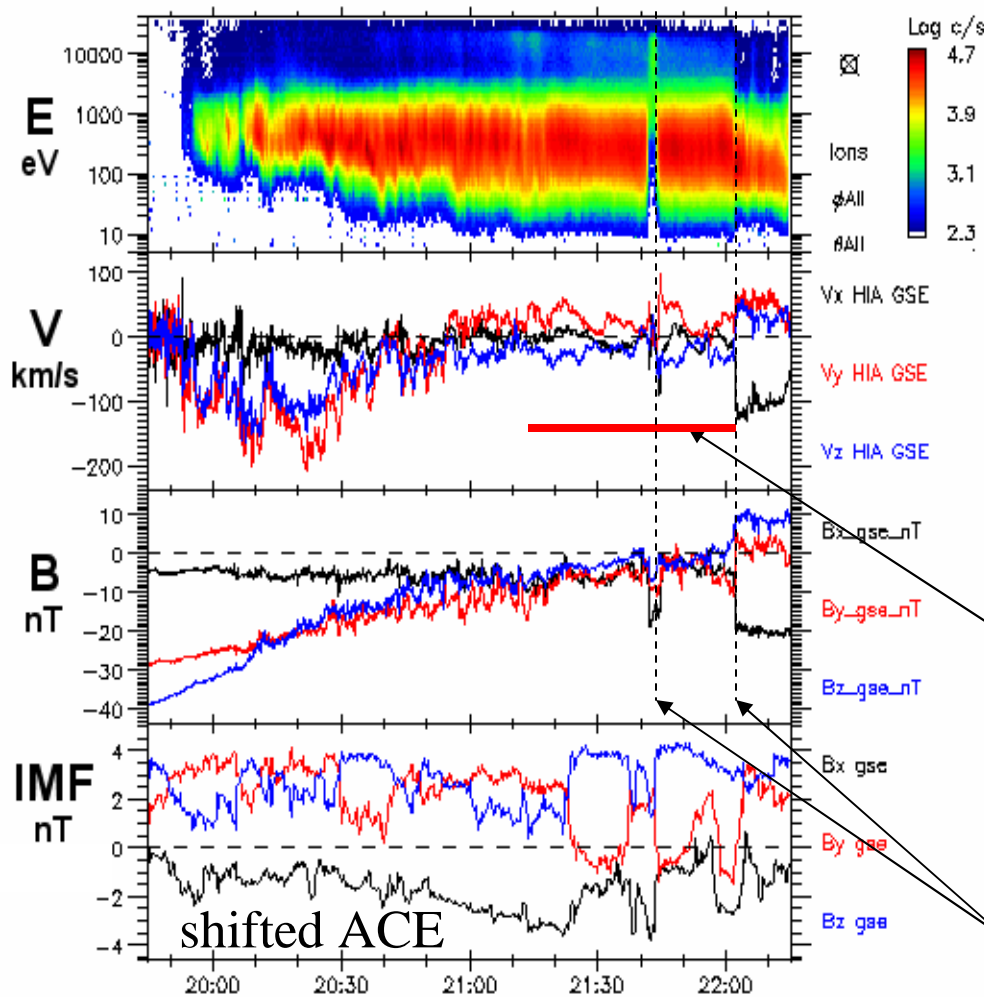 Log c/s
10000
1000
100
10
E
eV
4.7
3.9
3.1
2.3
Ions
φAll
θAll
100
0
-100
-200
V
km/s
Vx HIA GSE
Vy HIA GSE
Vz HIA GSE
10
0
-10
-20
-30
-40
B
nT
Bx_gse_nT
By_gse_nT
Bz_gse_nT
4
2
0
-2
-4
IMF
nT
Bx gse
By gse
Bz gse
shifted ACE
20:00
20:30
21:00
21:30
22:00